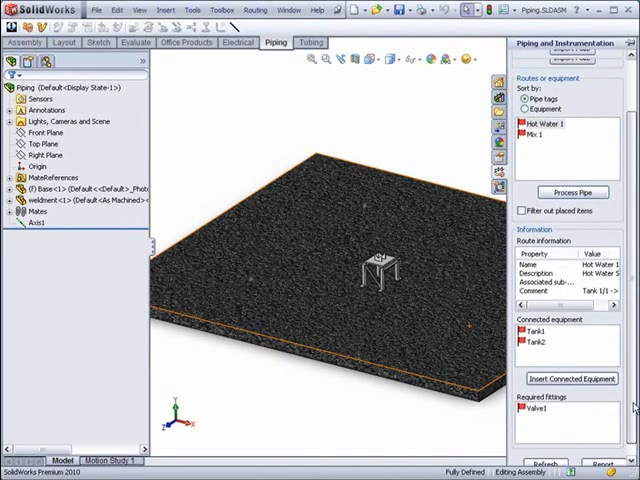 SolidWorks File Edit View Insert Tools Toolbox Routing Window Help Piping.SLDASM
Assembly Layout Sketch Evaluate Office Products Electrical Piping Tubing
Piping (Default<Display State-1>)
Sensors
Annotations
Lights, Cameras and Scene
Front Plane
Top Plane
Right Plane
Origin
MateReferences
(f) Base<1> (Default<<Default>_Phot
weldment<1> (Default<As Machined><
Mates
Axis1
Y
X
Z
Piping and Instrumentation
Routes or equipment
Sort by:
Pipe tags
Equipment
Hot Water 1
Mix 1
Process Pipe
Filter out placed items
Information
Route information
Property Value
Name Hot Water 1
Description Hot Water S
Associated sub-...
Comment Tank 1/1 ->
Connected equipment
Tank1
Tank2
Insert Connected Equipment
Required fittings
Valve1
Refresh Report
Model Motion Study 1
SolidWorks Premium 2010 Fully Defined Editing Assembly